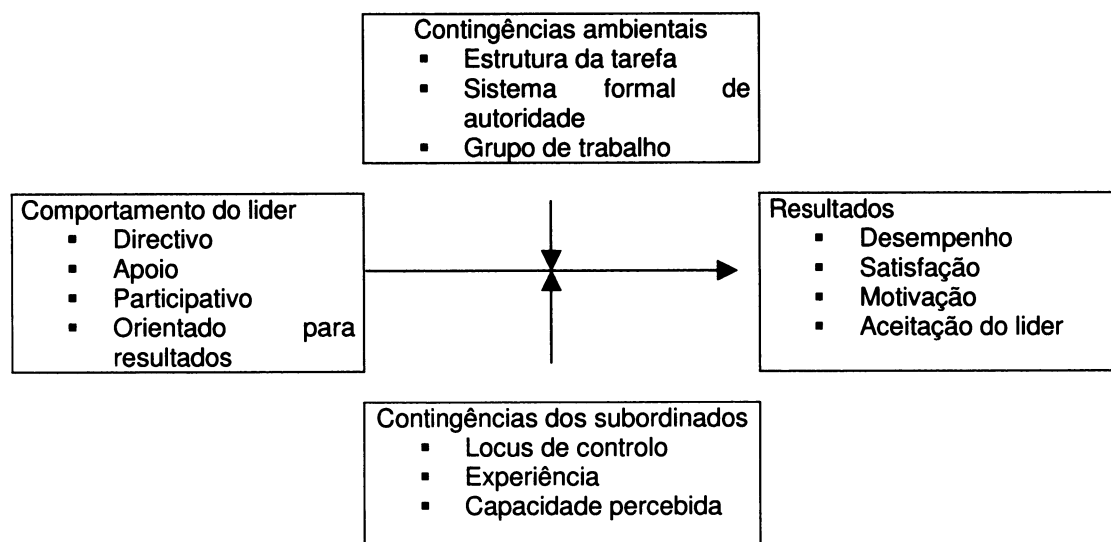 Contingências ambientais
▪ Estrutura da tarefa
▪ Sistema formal de
autoridade
▪ Grupo de trabalho
Comportamento do lider
▪ Directivo
▪ Apoio
▪ Participativo
▪ Orientado para
resultados
Resultados
▪ Desempenho
▪ Satisfação
▪ Motivação
▪ Aceitação do lider
Contingências dos subordinados
▪ Locus de controlo
▪ Experiência
▪ Capacidade percebida